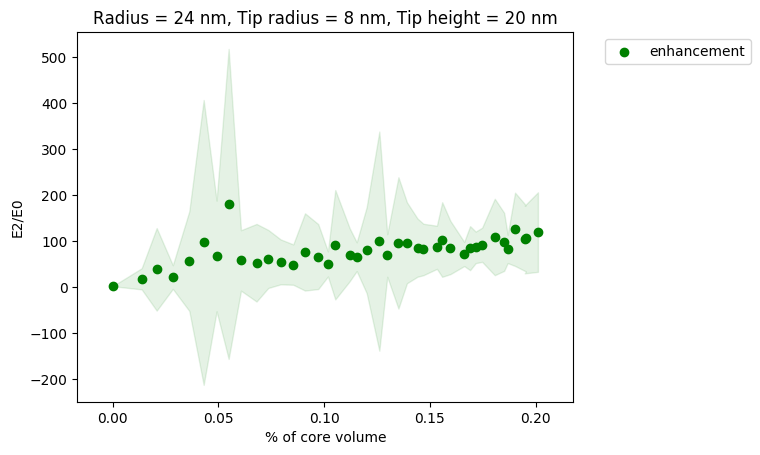 Radius = 24 nm, Tip radius = 8 nm, Tip height = 20 nm
enhancement
500
400
300
200
100
0
−100
−200
E2/E0
0.00 0.05 0.10 0.15 0.20
% of core volume